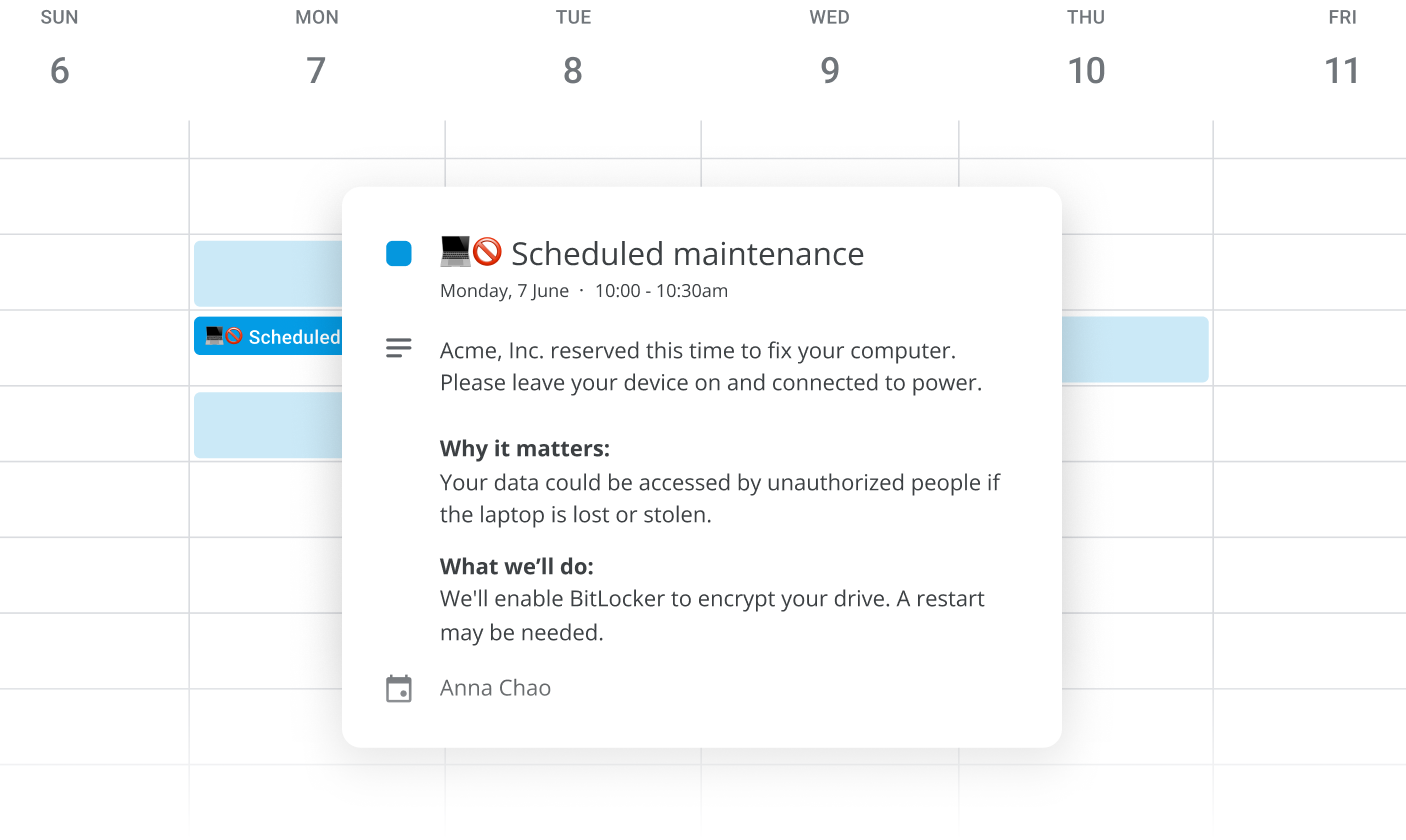 SUN MON TUE WED THU FRI
6 7 8 9 10 11
💻🚫 Scheduled maintenance
Monday, 7 June · 10:00 - 10:30am
💻🚫 Scheduled
Acme, Inc. reserved this time to fix your computer.
Please leave your device on and connected to power.
Why it matters:
Your data could be accessed by unauthorized people if
the laptop is lost or stolen.
What we’ll do:
We'll enable BitLocker to encrypt your drive. A restart
may be needed.
Anna Chao